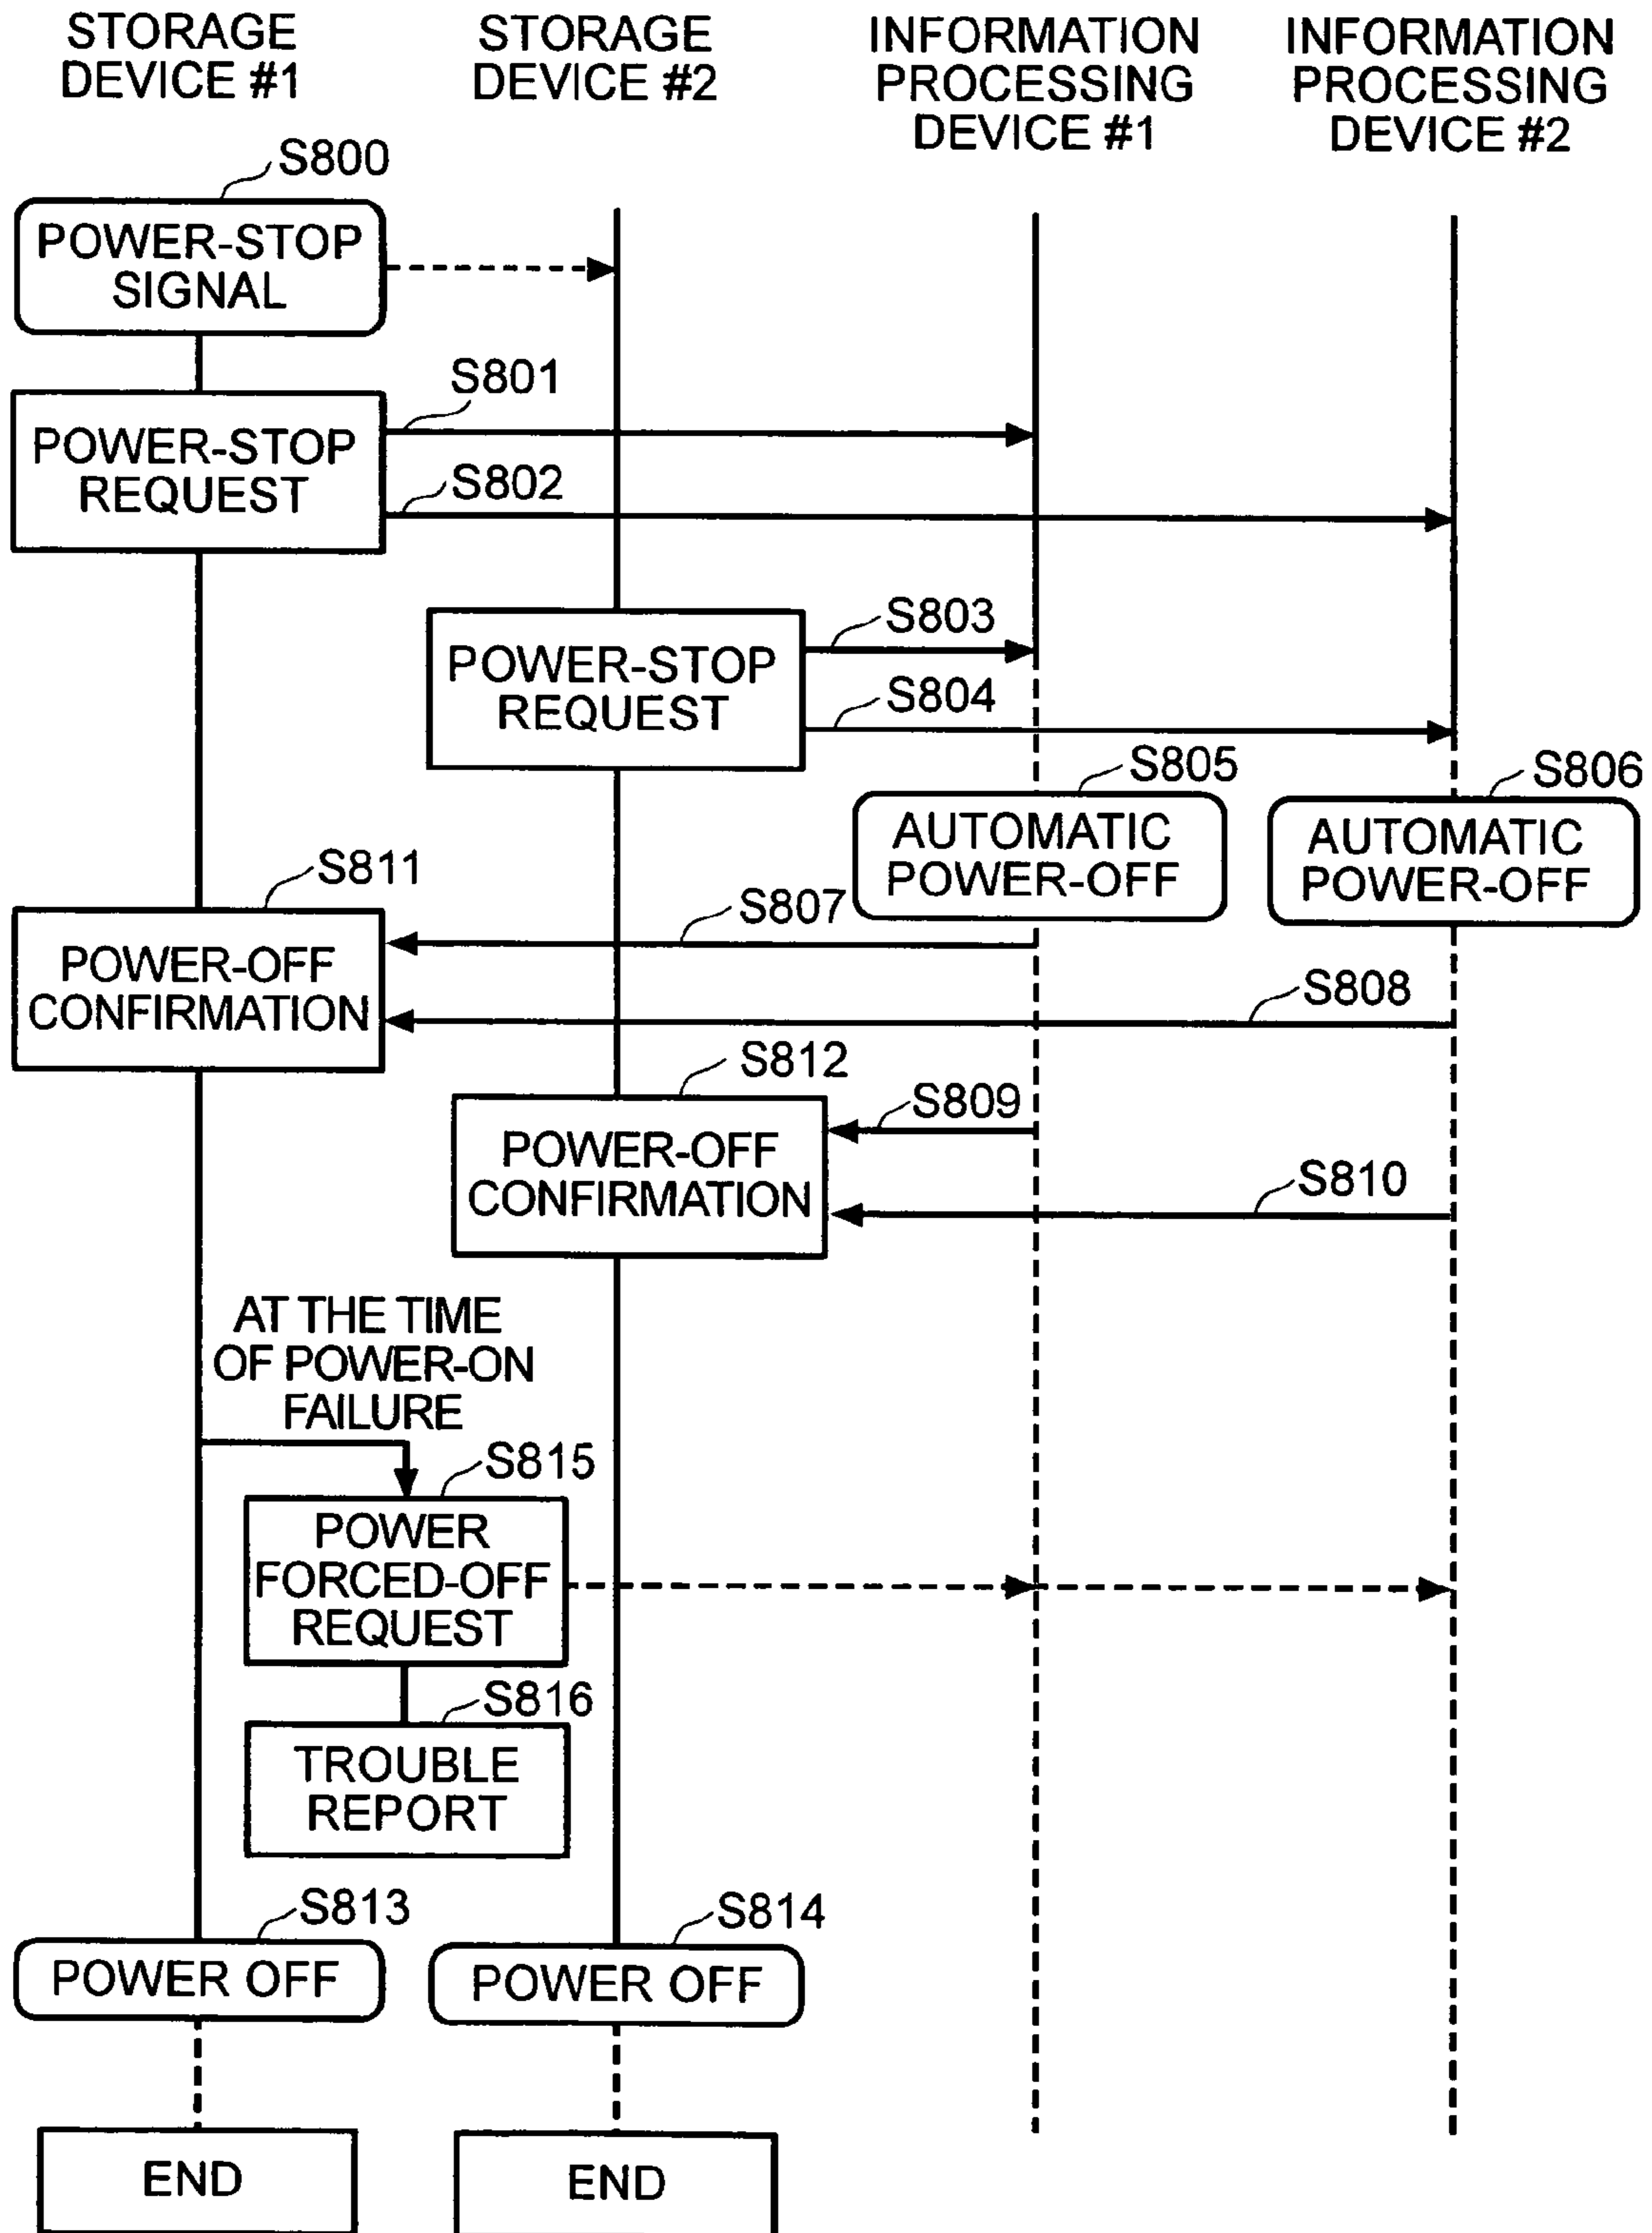 STORAGE
DEVICE #1
STORAGE
DEVICE #2
INFORMATION
PROCESSING
DEVICE #1
INFORMATION
PROCESSING
DEVICE #2
S800
POWER-STOP
SIGNAL
S801
POWER-STOP
REQUEST
S802
S803
POWER-STOP
REQUEST
S804
S805
AUTOMATIC
POWER-OFF
S806
AUTOMATIC
POWER-OFF
S811
POWER-OFF
CONFIRMATION
S807
S808
S812
POWER-OFF
CONFIRMATION
S809
S810
AT THE TIME
OF POWER-ON
FAILURE
S815
POWER
FORCED-OFF
REQUEST
S816
TROUBLE
REPORT
S813
POWER OFF
S814
POWER OFF
END
END